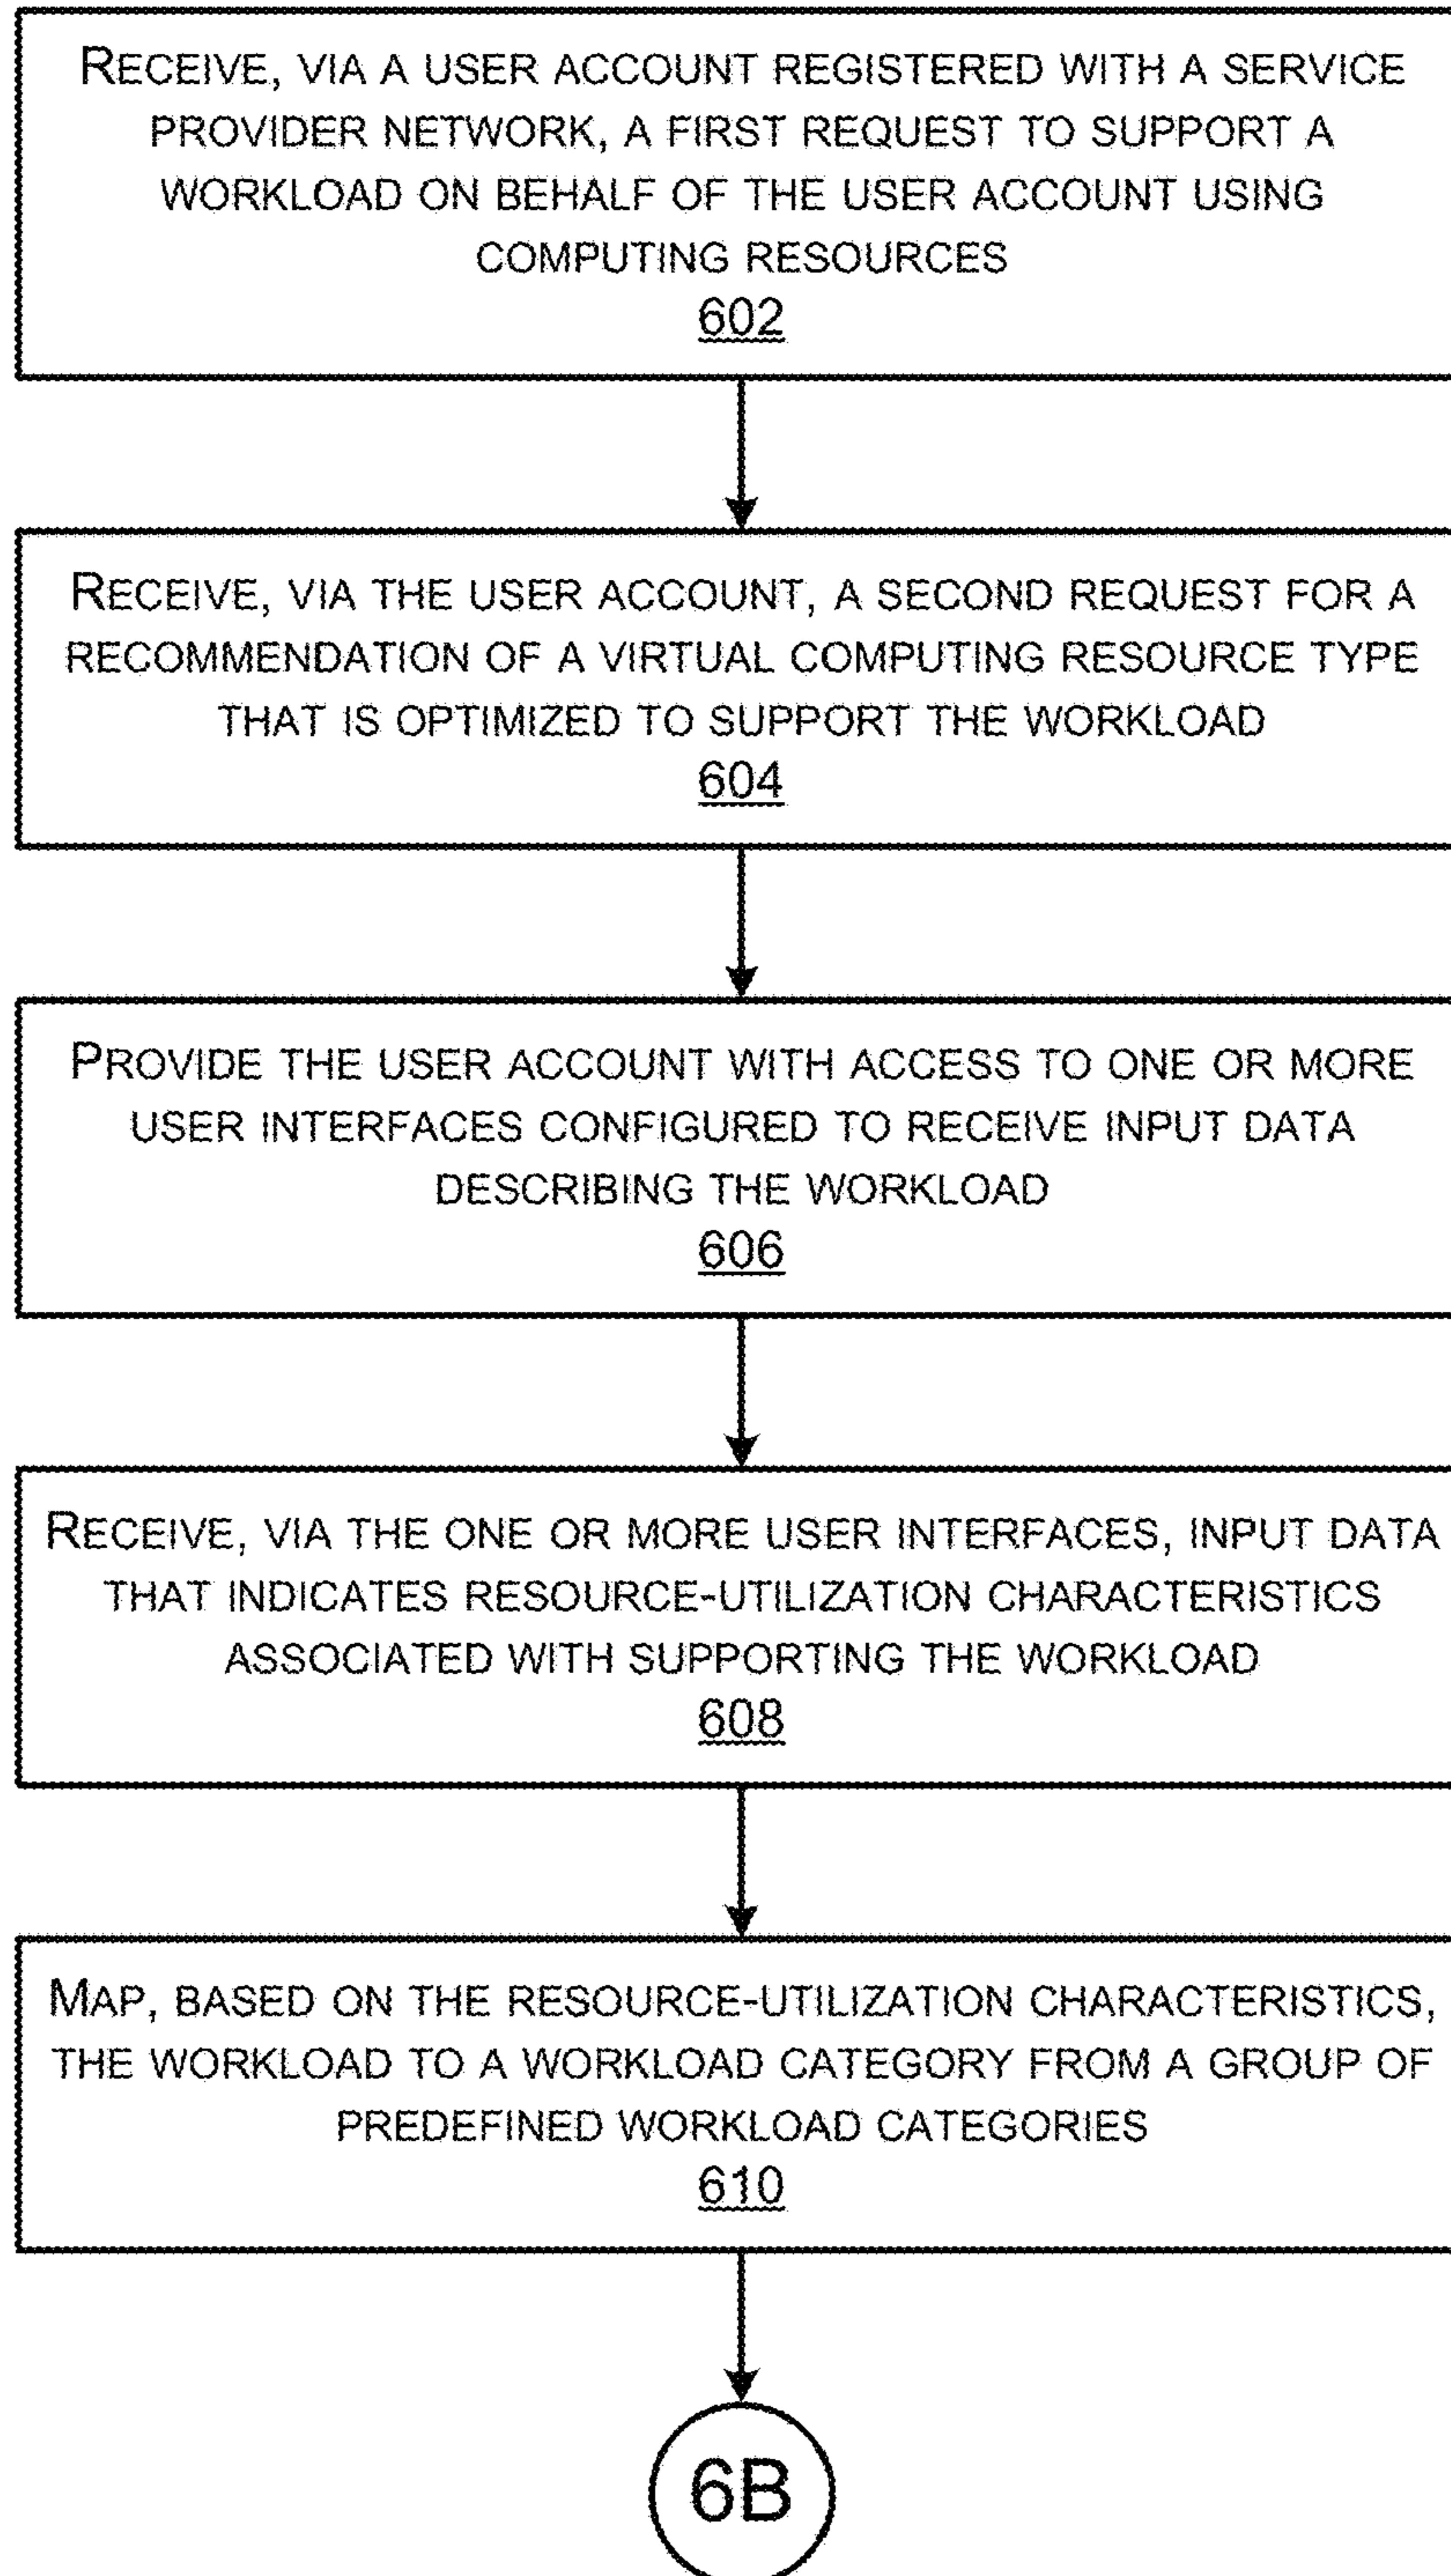 RECEIVE, VIA A USER ACCOUNT REGISTERED WITH A SERVICE
PROVIDER NETWORK, A FIRST REQUEST TO SUPPORT A
WORKLOAD ON BEHALF OF THE USER ACCOUNT USING
COMPUTING RESOURCES
602
RECEIVE, VIA THE USER ACCOUNT, A SECOND REQUEST FOR A
RECOMMENDATION OF A VIRTUAL COMPUTING RESOURCE TYPE
THAT IS OPTIMIZED TO SUPPORT THE WORKLOAD
604
PROVIDE THE USER ACCOUNT WITH ACCESS TO ONE OR MORE
USER INTERFACES CONFIGURED TO RECEIVE INPUT DATA
DESCRIBING THE WORKLOAD
606
RECEIVE, VIA THE ONE OR MORE USER INTERFACES, INPUT DATA
THAT INDICATES RESOURCE-UTILIZATION CHARACTERISTICS
ASSOCIATED WITH SUPPORTING THE WORKLOAD
608
MAP, BASED ON THE RESOURCE-UTILIZATION CHARACTERISTICS,
THE WORKLOAD TO A WORKLOAD CATEGORY FROM A GROUP OF
PREDEFINED WORKLOAD CATEGORIES
610
6B